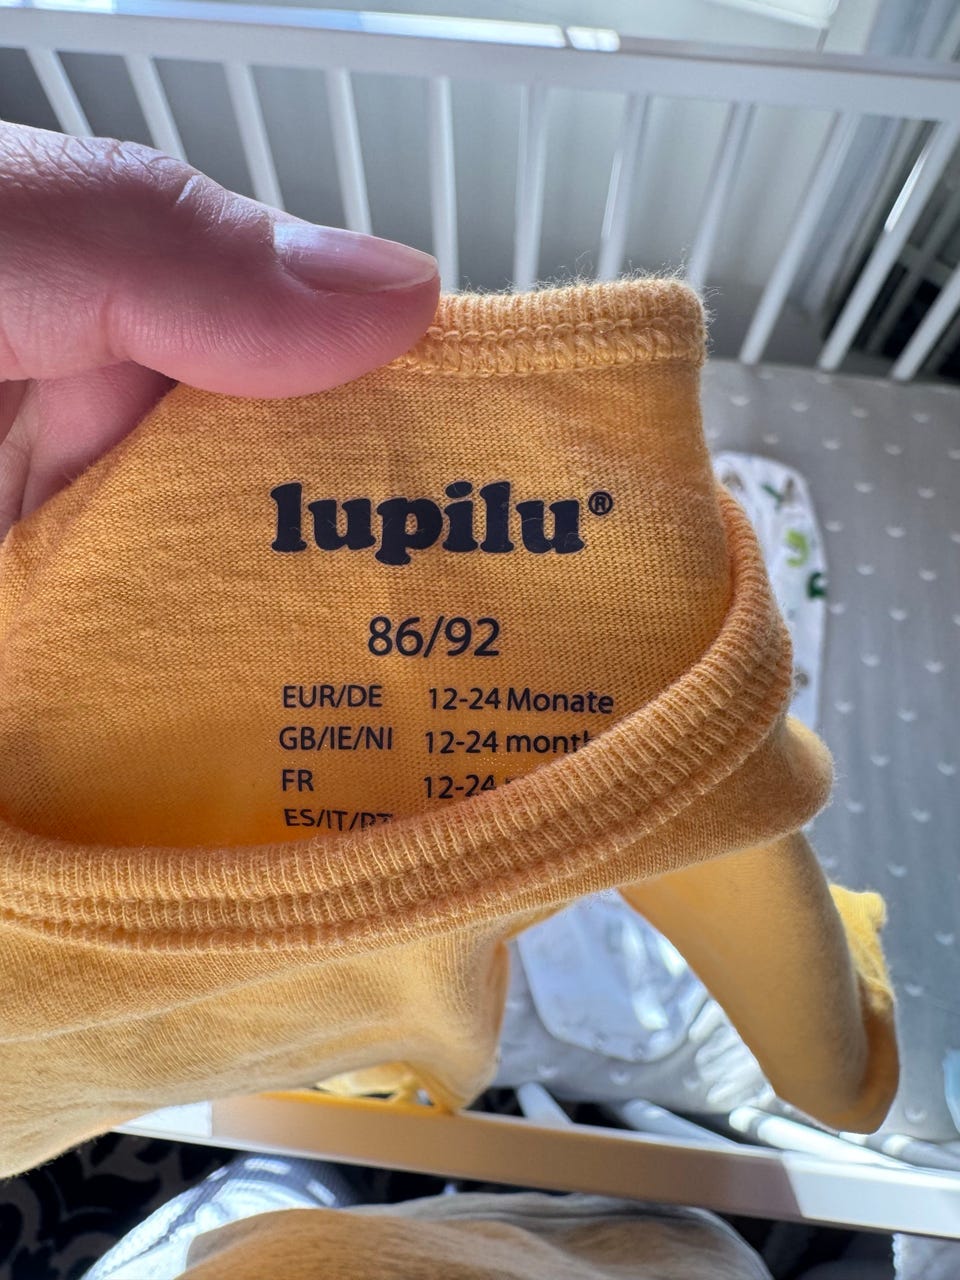 lupilu®
86/92
EUR/DE 12-24 Monate
GB/IE/NI 12-24
FR 12-24